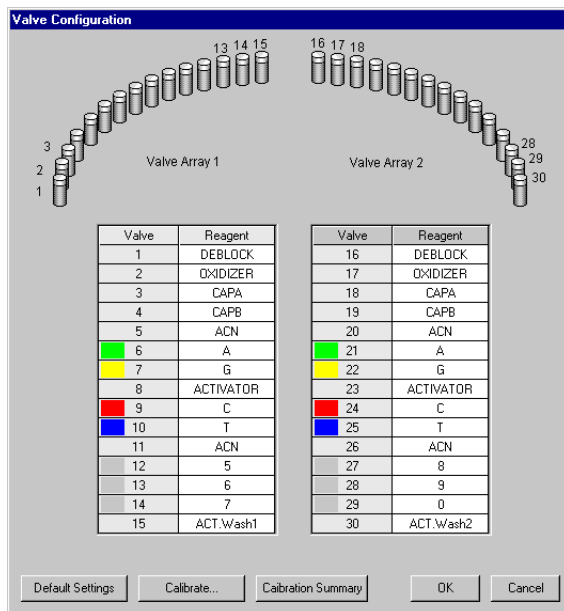 Valve Configuration
13 14 15 16 17 18
3 28
2 Valve Array 1 Valve Array 2 29
1 30
Valve Reagent Valve Reagent
1 DEBLOCK 16 DEBLOCK
2 OXIDIZER 17 OXIDIZER
3 CAPA 18 CAPA
4 CAPB 19 CAPB
5 ACN 20 ACN
6 A 21 A
7 G 22 G
8 ACTIVATOR 23 ACTIVATOR
9 C 24 C
10 T 25 T
11 ACN 26 ACN
12 5 27 8
13 6 28 9
14 7 29 0
15 ACT.Wash1 30 ACT.Wash2
Default Settings Calibrate... Caibration Summary OK Cancel